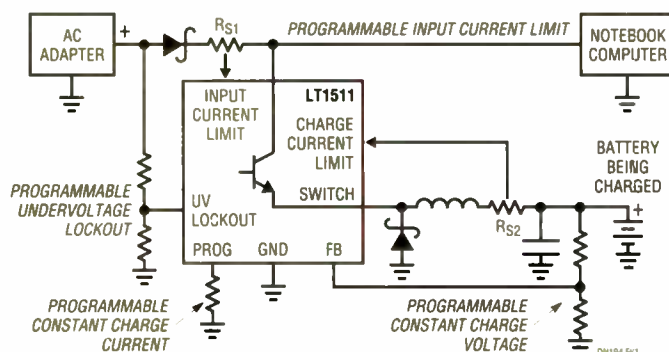 AC
ADAPTER
+
RS1
PROGRAMMABLE INPUT CURRENT LIMIT
NOTEBOOK
COMPUTER
INPUT
CURRENT
LIMIT
LT1511
CHARGE
CURRENT
LIMIT
SWITCH
UV
LOCKOUT
PROG
GND
FB
PROGRAMMABLE
UNDERVOLTAGE
LOCKOUT
BATTERY
BEING
CHARGED
+
RS2
PROGRAMMABLE
CONSTANT CHARGE
CURRENT
PROGRAMMABLE
CONSTANT CHARGE
VOLTAGE